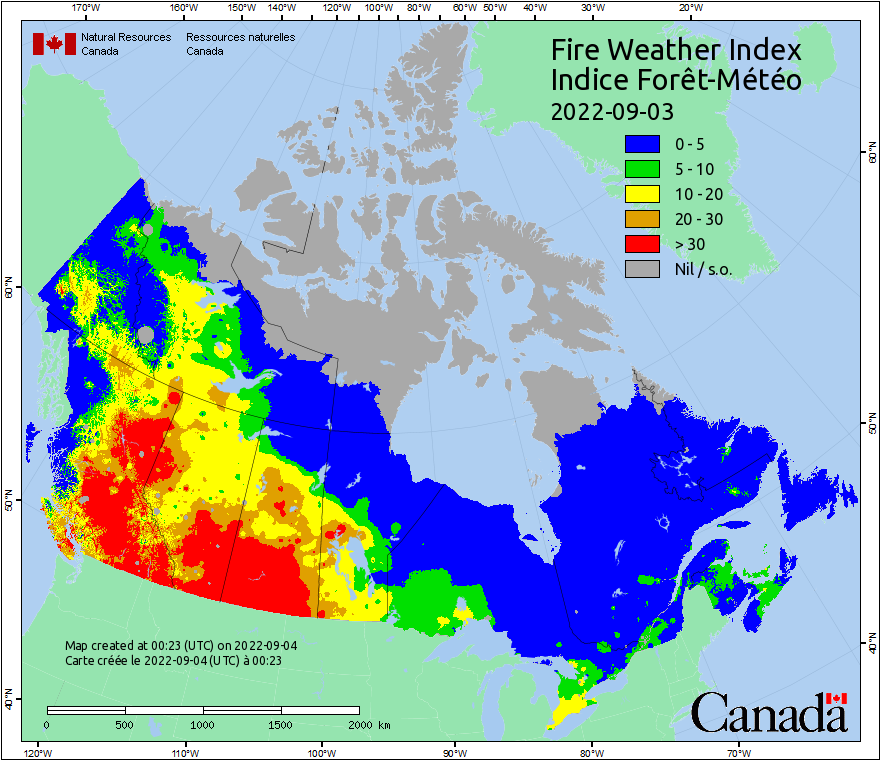 170°W 160°W 150°W 140°W 130°W 120°W 110°W 100°W 90°W 80°W 70°W 60°W 50°W 40°W 30°W 20°W
Natural Resources Canada
Ressources naturelles Canada
Fire Weather Index
Indice Forêt-Météo
2022-09-03
0 - 5
5 - 10
10 - 20
20 - 30
> 30
Nil / s.o.
60°N
60°N
50°N
50°N
40°N
40°N
Map created at 00:23 (UTC) on 2022-09-04
Carte créée le 2022-09-04 (UTC) à 00:23
0 500 1000 1500 2000 km
Canada
120°W 110°W 100°W 90°W 80°W 70°W